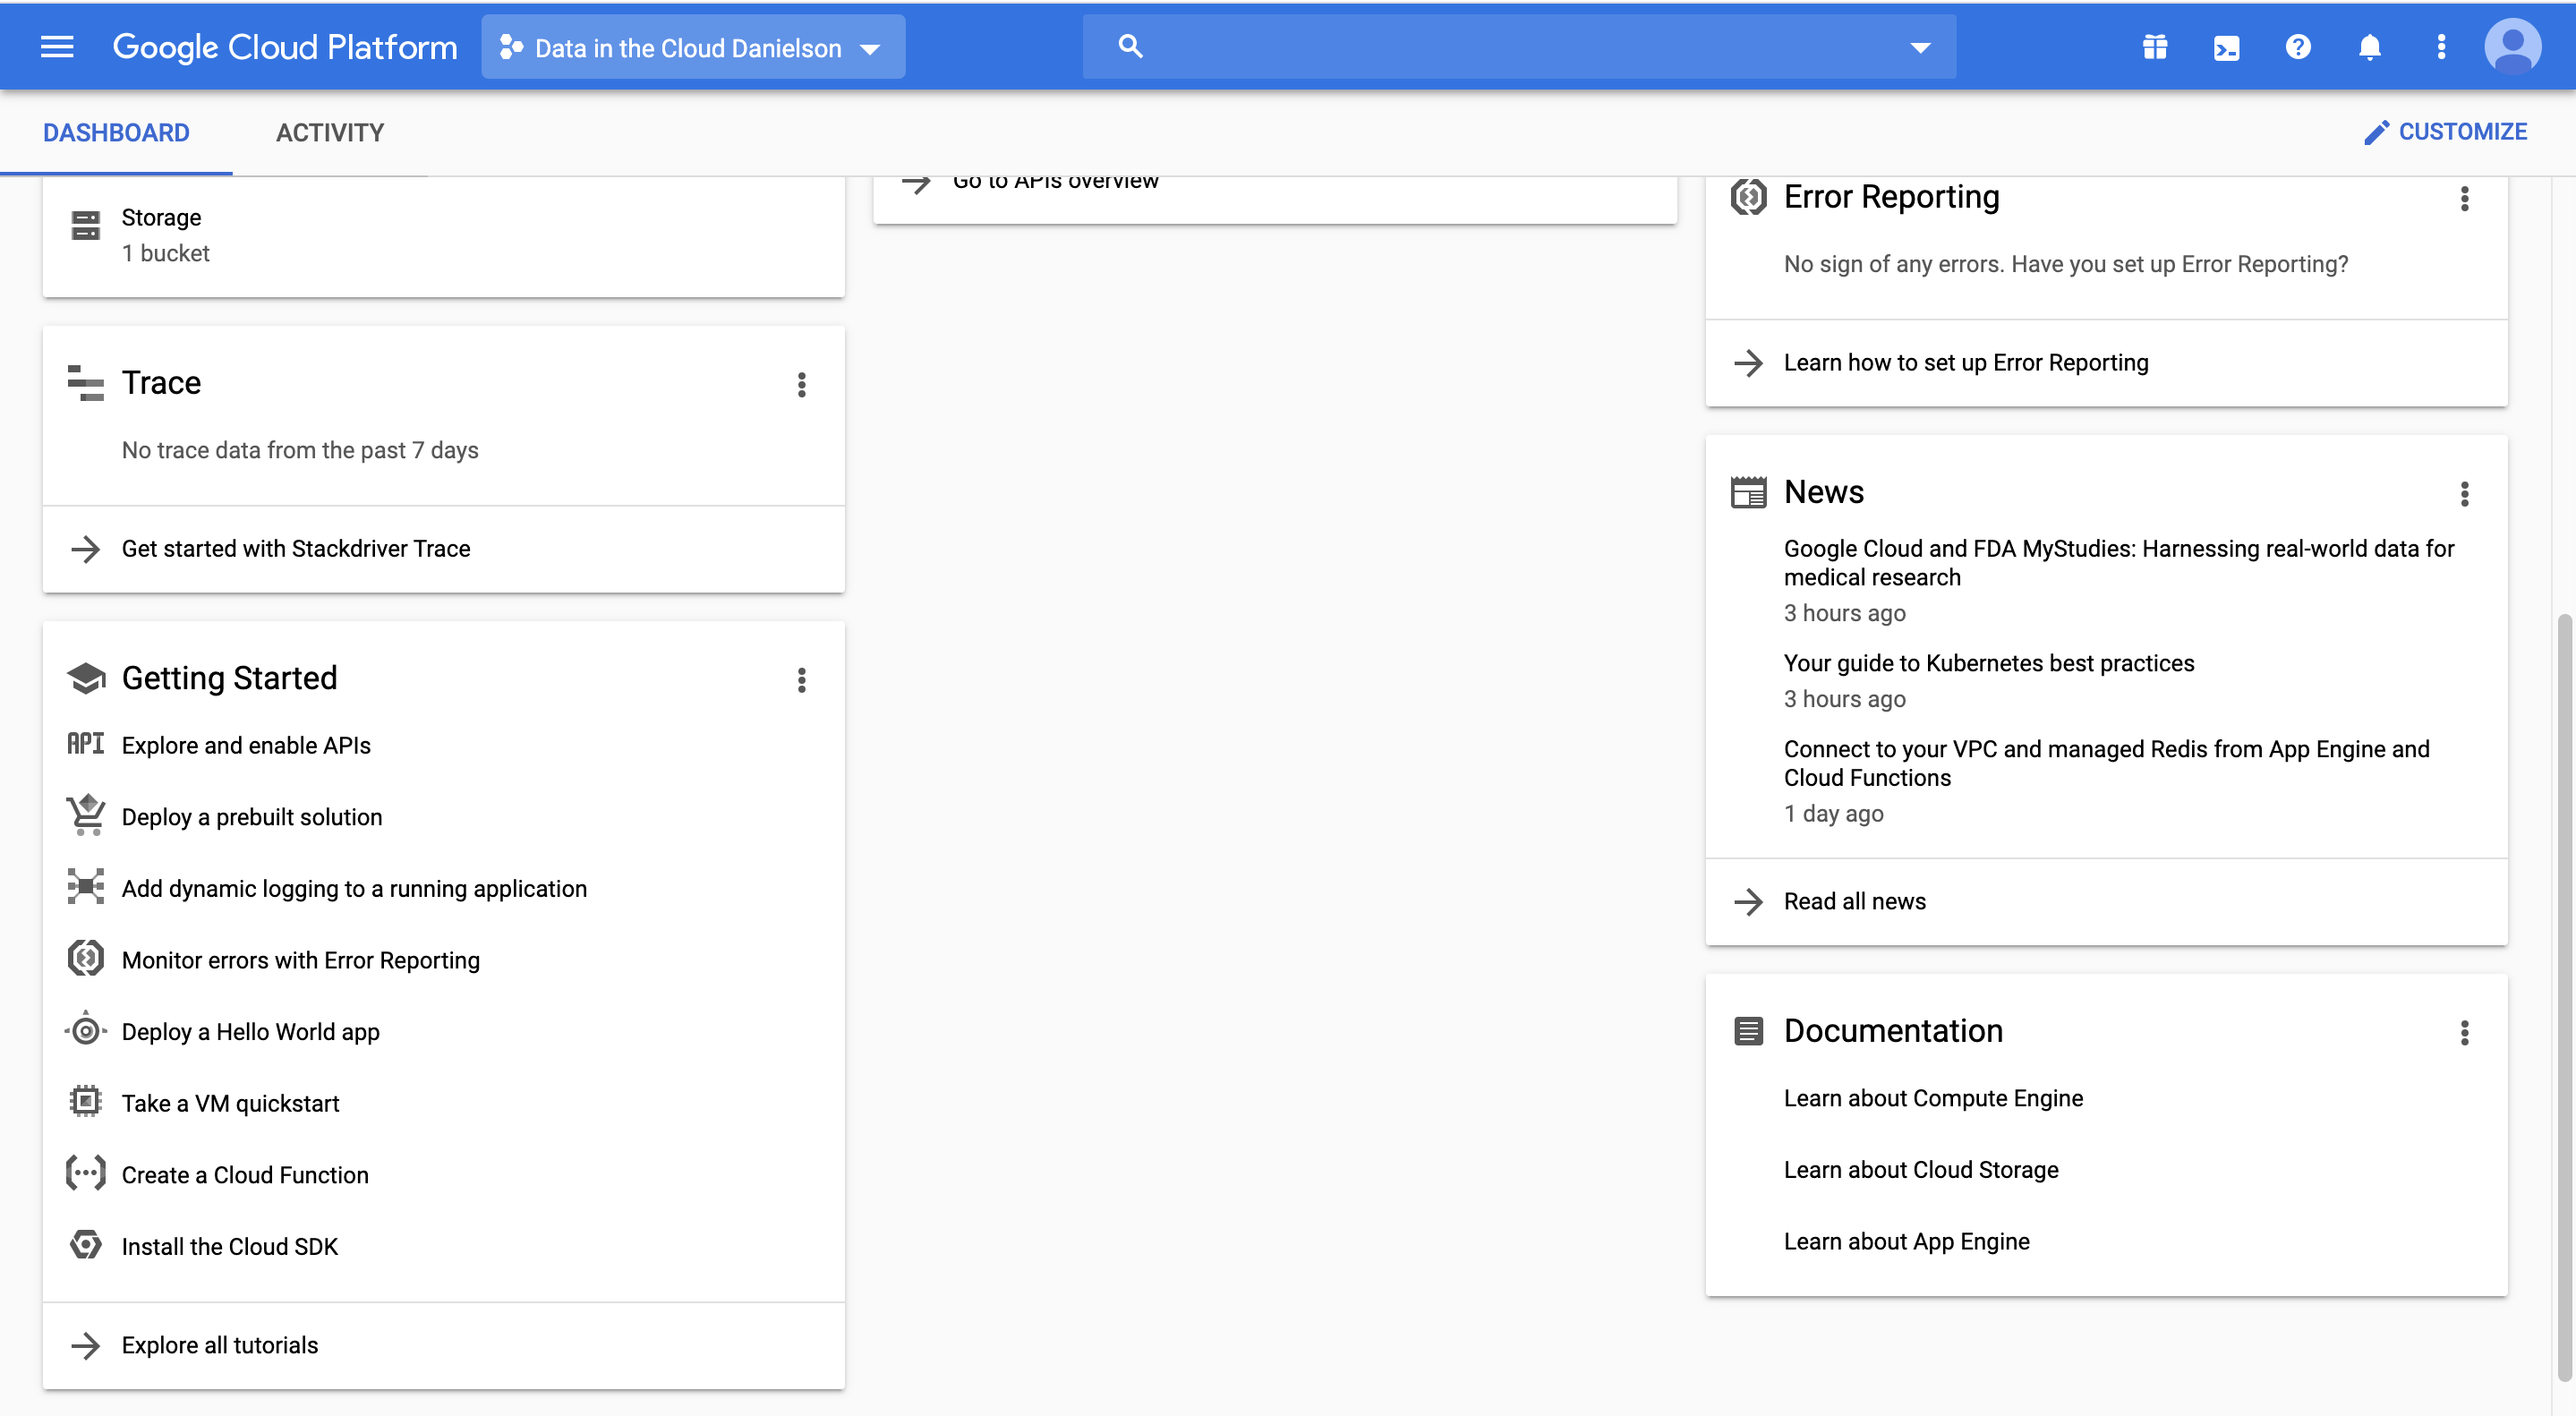 Google Cloud Platform
Data in the Cloud Danielson
DASHBOARD
ACTIVITY
CUSTOMIZE
Storage
1 bucket
Trace
No trace data from the past 7 days
Get started with Stackdriver Trace
Getting Started
API
Explore and enable APIs
Deploy a prebuilt solution
Add dynamic logging to a running application
Monitor errors with Error Reporting
Deploy a Hello World app
Take a VM quickstart
Create a Cloud Function
Install the Cloud SDK
Explore all tutorials
Go to APIs overview
Error Reporting
No sign of any errors. Have you set up Error Reporting?
Learn how to set up Error Reporting
News
Google Cloud and FDA MyStudies: Harnessing real-world data for
medical research
3 hours ago
Your guide to Kubernetes best practices
3 hours ago
Connect to your VPC and managed Redis from App Engine and
Cloud Functions
1 day ago
Read all news
Documentation
Learn about Compute Engine
Learn about Cloud Storage
Learn about App Engine